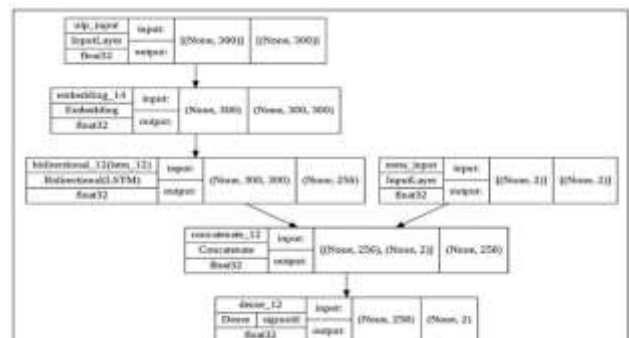 nlp_input input:
InputLayer [(None, 300)] [(None, 300)]
float32 output:
embedding_14 input:
Embedding (None, 300) (None, 300, 300)
float32 output:
bidirectional_12(lstm_12) input:
Bidirectional(LSTM) (None, 300, 300) (None, 256)
float32 output:
meta_input input:
InputLayer [(None, 2)] [(None, 2)]
float32 output:
concatenate_12 input:
Concatenate [(None, 256), (None, 2)] (None, 258)
float32 output:
dense_12 input:
Dense sigmoid (None, 258) (None, 2)
float32 output: